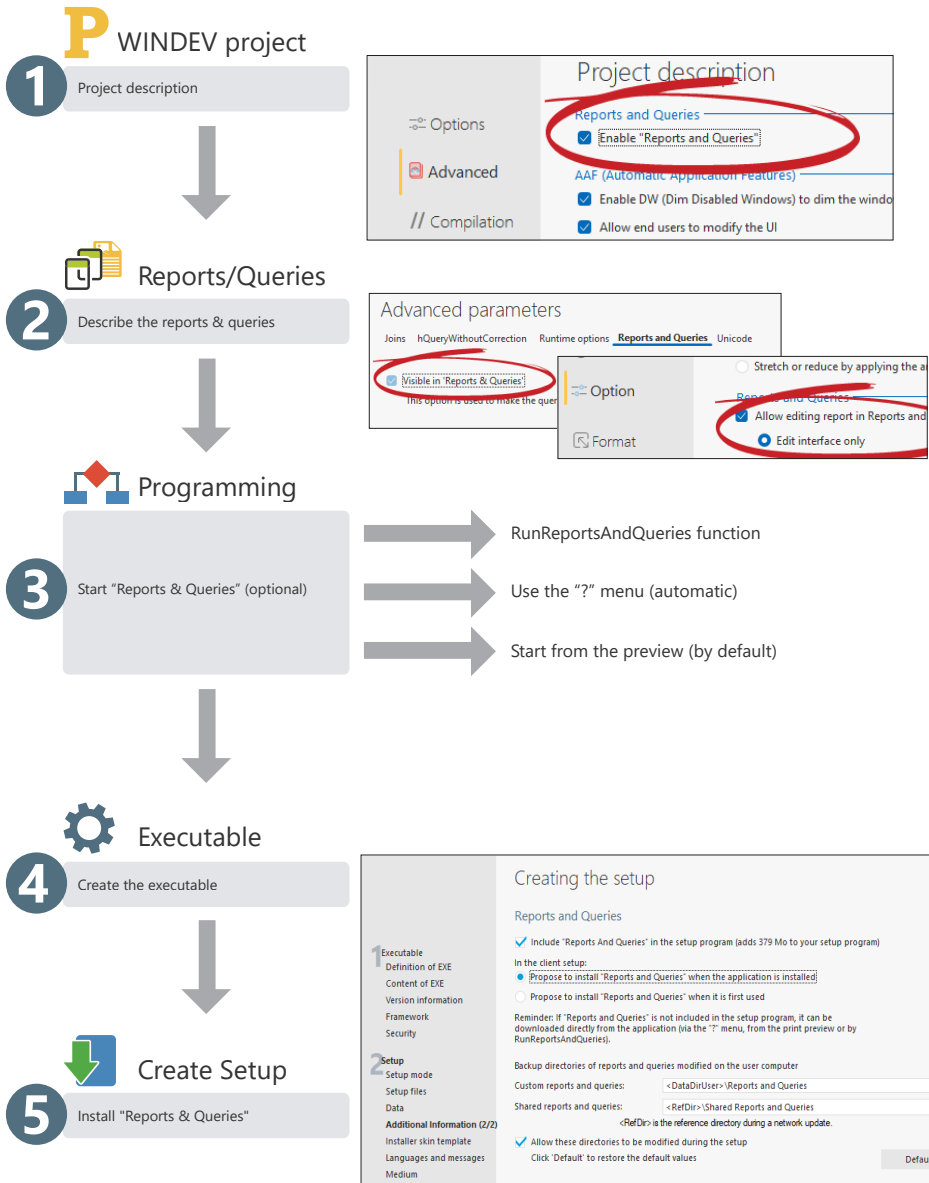 P
WINDEV project
1
Project description
Project description
Options
Advanced
// Compilation
Reports and Queries
Enable "Reports and Queries"
AAF (Automatic Application Features)
Enable DW (Dim Disabled Windows) to dim the windo
Allow end users to modify the UI
Reports/Queries
2
Describe the reports & queries
Advanced parameters
Joins hQueryWithoutCorrection Runtime options Reports and Queries Unicode
Visible in 'Reports & Queries'
This option is used to make the quer
Option
Format
Stretch or reduce by applying the a
Reports and Queries
Allow editing report in Reports and
Edit interface only
Programming
3
Start “Reports & Queries” (optional)
RunReportsAndQueries function
Use the “?” menu (automatic)
Start from the preview (by default)
Executable
4
Create the executable
Creating the setup
1
Executable
Definition of EXE
Content of EXE
Version information
Framework
Security
2
Setup
Setup mode
Setup files
Data
Additional Information (2/2)
Installer skin template
Languages and messages
Medium
Reports and Queries
Include "Reports And Queries" in the setup program (adds 379 Mo to your setup program)
In the client setup:
Propose to install "Reports and Queries" when the application is installed
Propose to install "Reports and Queries" when it is first used
Reminder: If "Reports and Queries" is not included in the setup program, it can be
downloaded directly from the application (via the "?" menu, from the print preview or by
RunReportsAndQueries).
Backup directories of reports and queries modified on the user computer
Custom reports and queries: <DataDirUser>\Reports and Queries
Shared reports and queries: <RefDir>\Shared Reports and Queries
<RefDir> is the reference directory during a network update.
Allow these directories to be modified during the setup
Click 'Default' to restore the default values
Defau
Create Setup
5
Install "Reports & Queries"